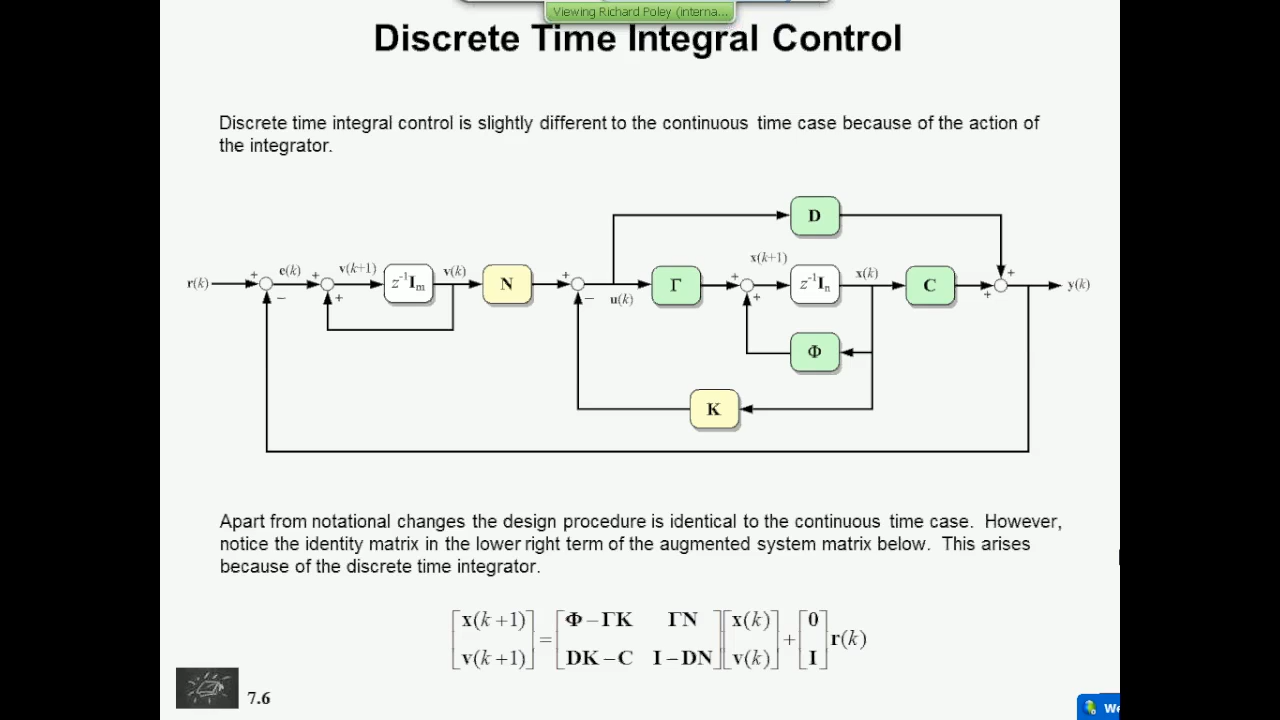 Viewing Richard Poley (interna...
Discrete Time Integral Control
Discrete time integral control is slightly different to the continuous time case because of the action of
the integrator.
D
r(k) + − e(k) + + v(k+1) z⁻¹Iₘ v(k) N + − u(k) Γ + + x(k+1) z⁻¹Iₙ x(k) C + + y(k)
Φ
K
Apart from notational changes the design procedure is identical to the continuous time case. However,
notice the identity matrix in the lower right term of the augmented system matrix below. This arises
because of the discrete time integrator.
[x(k+1)] = [Φ−ΓK ΓN] [x(k)] + [0] r(k)
[v(k+1)] [DK−C I−DN] [v(k)] [I]
7.6
We